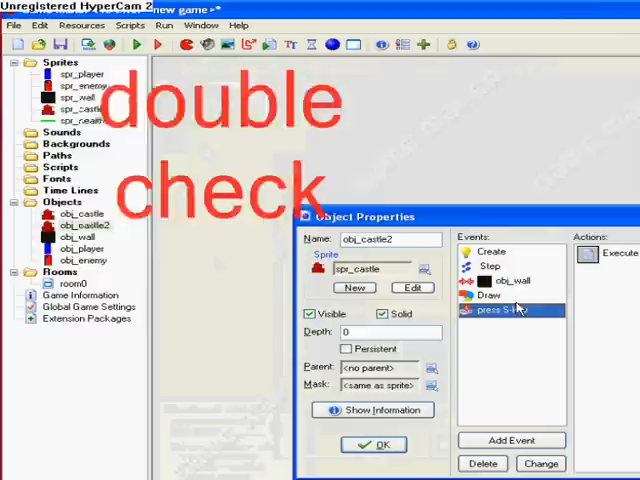 Unregistered HyperCam 2
new game>*
File Edit Resources Scripts Run Window Help
Sprites
spr_player
spr_enemy
spr_wall
spr_castle
Sounds
Backgrounds
Paths
Scripts
Fonts
Time Lines
Objects
obj_castle
obj_castle2
obj_wall
obj_player
obj_enemy
Rooms
room0
Game Information
Global Game Settings
Extension Packages
double
check
Object Properties
Name: obj_castle2
Sprite
spr_castle
New Edit
Visible Solid
Depth: 0
Persistent
Parent: <no parent>
Mask: <same as sprite>
Show Information
OK
Events:
Create
Step
obj_wall
Draw
press
Add Event
Delete Change
Actions:
Execute